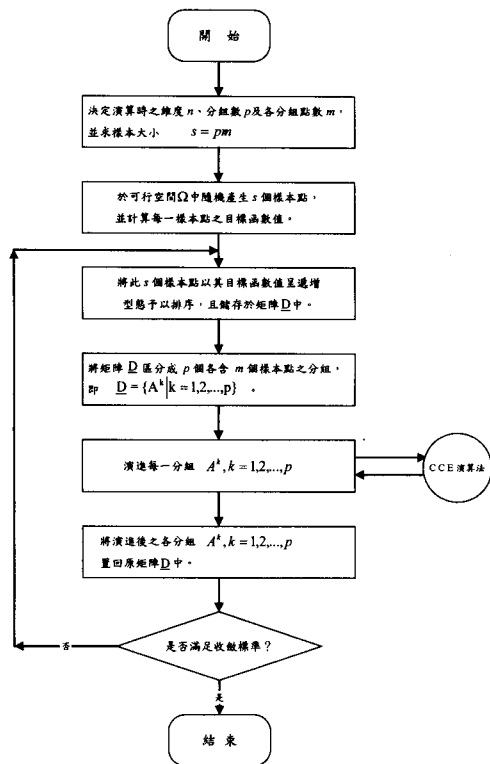 開 始
決定演算時之維度 n、分組數 p 及各分組點數 m，
並求樣本大小 s = pm
於可行空間Ω中隨機產生 s 個樣本點，
並計算每一樣本點之目標函數值。
將此 s 個樣本點以其目標函數值呈遞增
型態予以排序，且儲存於矩陣 D 中。
將矩陣 D 區分成 p 個各含 m 個樣本點之分組，
即 D = {A^k|k = 1,2,...,p} 。
演進每一分組 A^k, k = 1,2,...,p
CCE演算法
將演進後之各分組 A^k, k = 1,2,...,p
置回原矩陣 D 中。
是否滿足收斂標準？
否
是
結 束